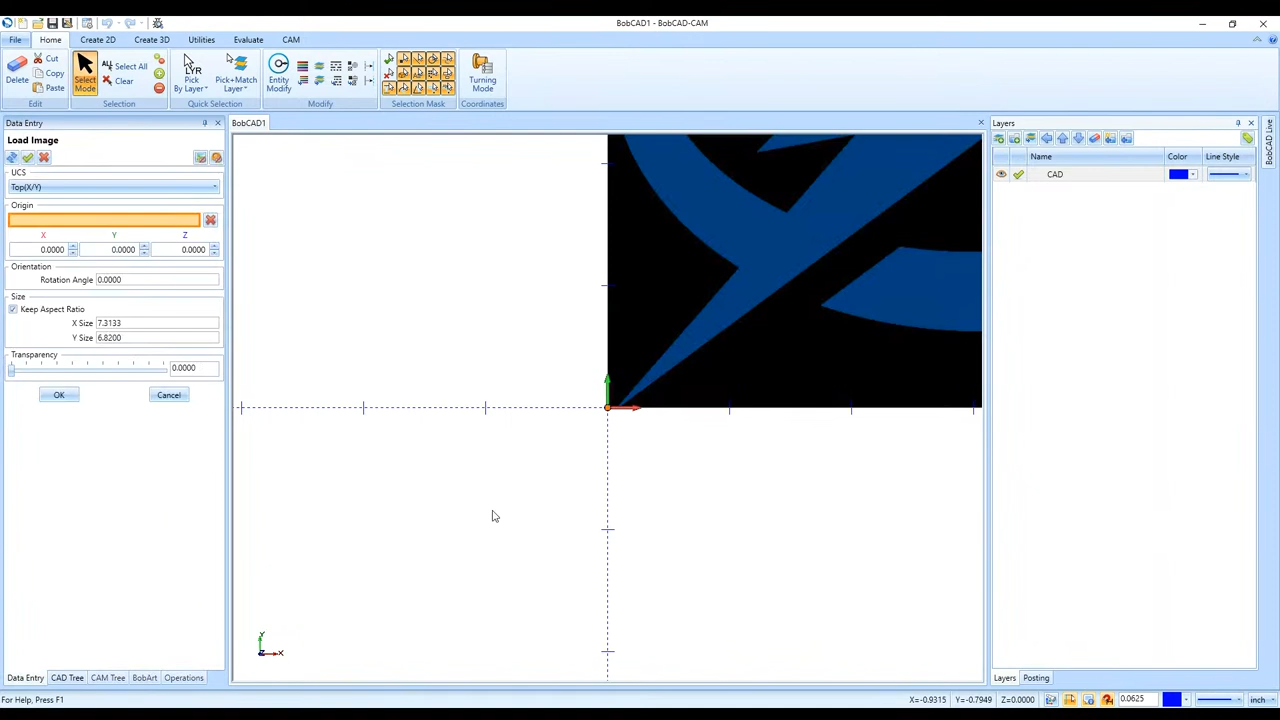 BobCAD1 - BobCAD-CAM
File Home Create 2D Create 3D Utilities Evaluate CAM
Delete Cut Copy Paste Select Mode Select All Clear Pick By Layer Pick+Match Layer Entity Modify Turning Mode
Edit Selection Quick Selection Modify Selection Mask Coordinates
Data Entry
BobCAD1
Layers
BobCAD Live
Load Image
Name Color Line Style
CAD
UCS
Top(X/Y)
Origin
X Y Z
0.0000 0.0000 0.0000
Orientation
Rotation Angle 0.0000
Size
Keep Aspect Ratio
X Size 7.3133
Y Size 6.8200
Transparency
0.0000
OK Cancel
Y
Z X
Data Entry CAD Tree CAM Tree BobArt Operations
Layers Posting
For Help, Press F1
X=-0.9315 Y=-0.7949 Z=0.0000 0.0625 inch